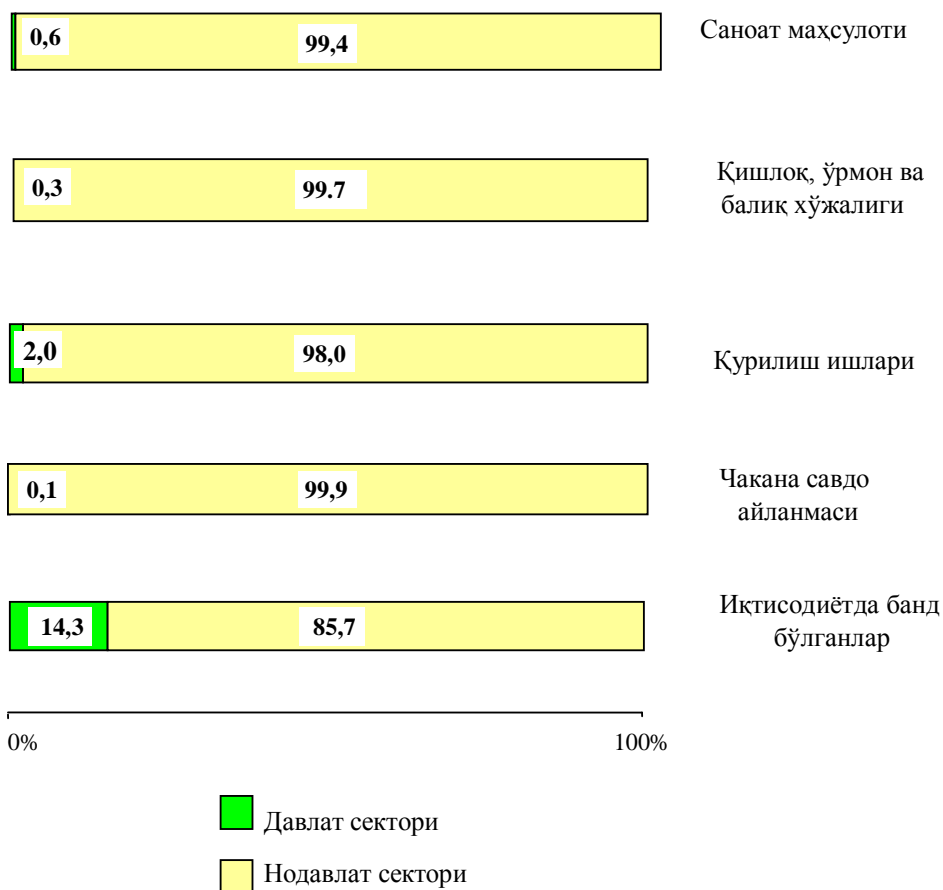 0,6 99,4 Саноат маҳсулоти
0,3 99.7 Қишлоқ, ўрмон ва
балиқ хўжалиги
2,0 98,0 Қурилиш ишлари
0,1 99,9 Чакана савдо
айланмаси
14,3 85,7 Иқтисодиётда банд
бўлганлар
0% 100%
Давлат сектори
Нодавлат сектори